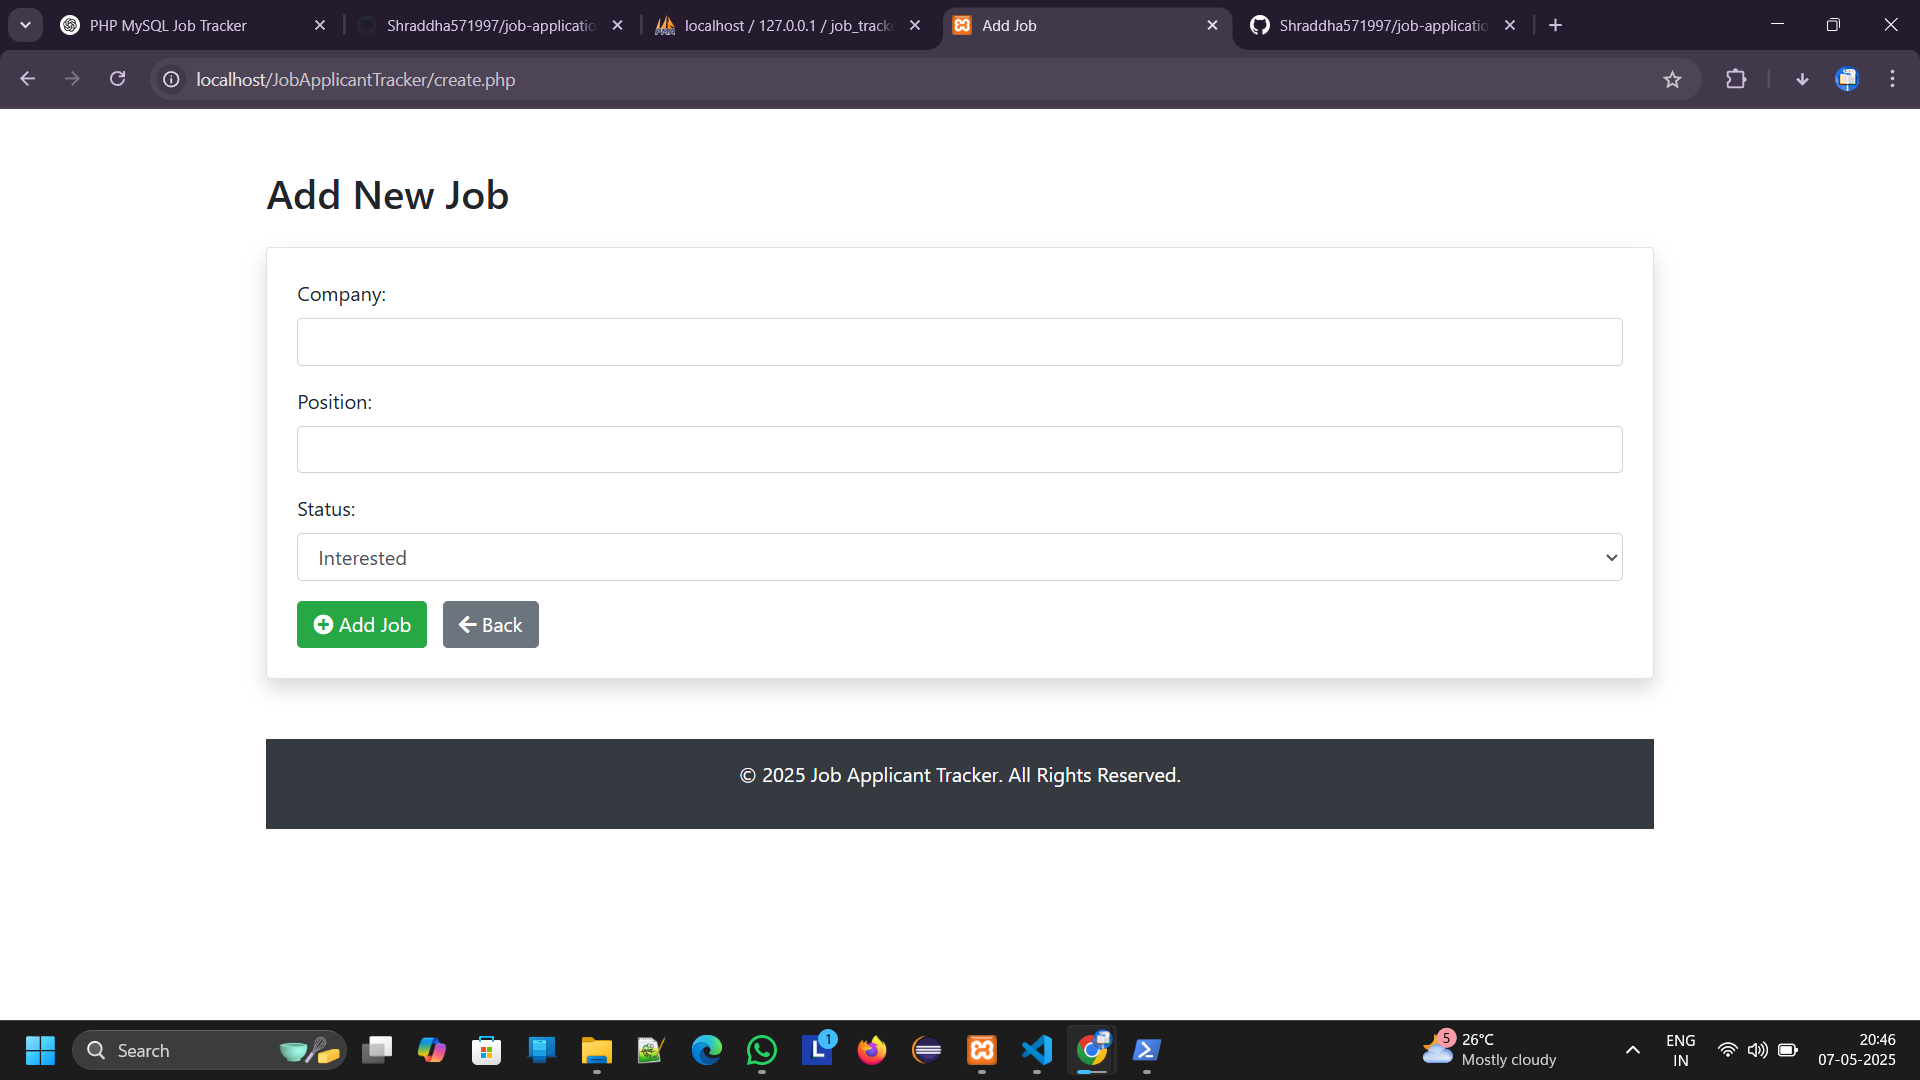 PHP MySQL Job Tracker
Shraddha571997/job-applicatio
localhost / 127.0.0.1 / job_track
Add Job
Shraddha571997/job-applicatio
localhost/JobApplicantTracker/create.php
Add New Job
Company:
Position:
Status:
Interested
Add Job
Back
© 2025 Job Applicant Tracker. All Rights Reserved.
Search
L
1
5
26°C
Mostly cloudy
ENG
IN
20:46
07-05-2025